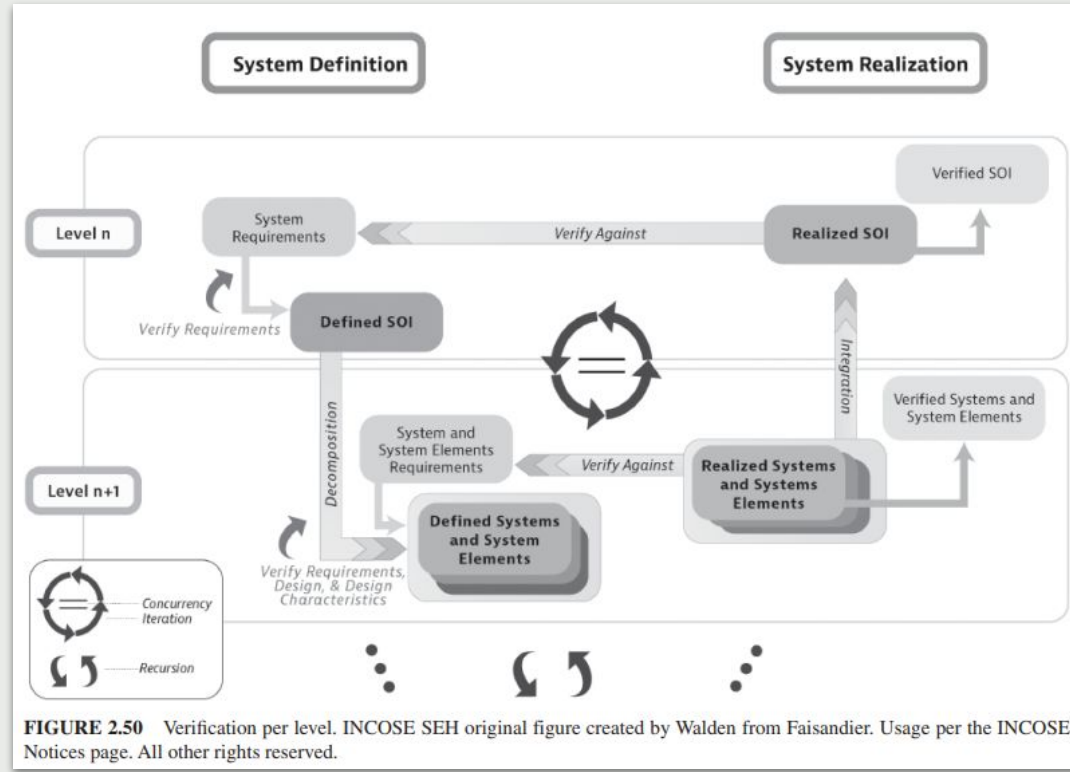 System Definition
System Realization
Verified SOI
Level n
System
Requirements
Verify Against
Realized SOI
Verify Requirements
Defined SOI
Integration
Decomposition
Verified Systems and
System Elements
System and
System Elements
Requirements
Verify Against
Realized Systems
and Systems
Elements
Level n+1
Defined Systems
and System
Elements
Verify Requirements,
Design, & Design
Characteristics
Concurrency
Iteration
Recursion
FIGURE 2.50 Verification per level. INCOSE SEH original figure created by Walden from Faisandier. Usage per the INCOSE
Notices page. All other rights reserved.